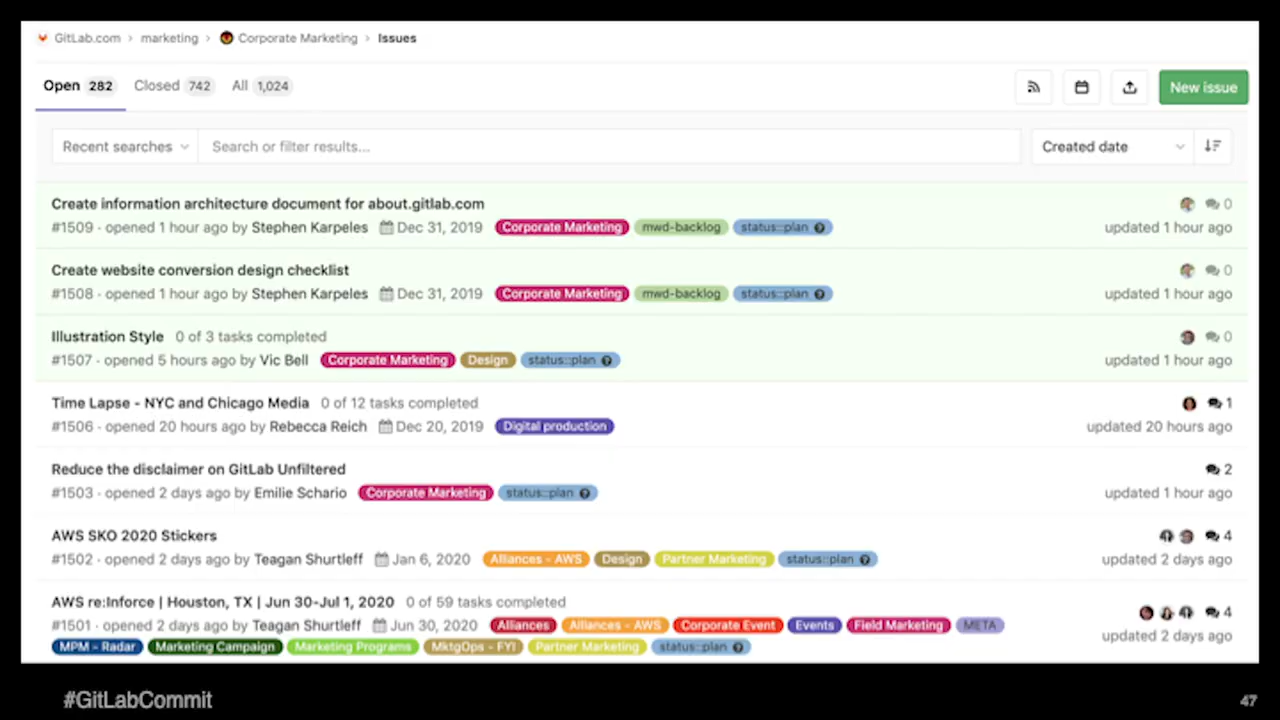 GitLab.com › marketing › Corporate Marketing › Issues
Open 282 Closed 742 All 1,024
New issue
Recent searches Search or filter results... Created date
Create information architecture document for about.gitlab.com 0
#1509 · opened 1 hour ago by Stephen Karpeles Dec 31, 2019 Corporate Marketing mwd-backlog status::plan updated 1 hour ago
Create website conversion design checklist 0
#1508 · opened 1 hour ago by Stephen Karpeles Dec 31, 2019 Corporate Marketing mwd-backlog status::plan updated 1 hour ago
Illustration Style 0 of 3 tasks completed 0
#1507 · opened 5 hours ago by Vic Bell Corporate Marketing Design status::plan updated 1 hour ago
Time Lapse - NYC and Chicago Media 0 of 12 tasks completed 1
#1506 · opened 20 hours ago by Rebecca Reich Dec 20, 2019 Digital production updated 20 hours ago
Reduce the disclaimer on GitLab Unfiltered 2
#1503 · opened 2 days ago by Emilie Schario Corporate Marketing status::plan updated 1 hour ago
AWS SKO 2020 Stickers 4
#1502 · opened 2 days ago by Teagan Shurtleff Jan 6, 2020 Alliances - AWS Design Partner Marketing status::plan updated 2 days ago
AWS re:Inforce | Houston, TX | Jun 30-Jul 1, 2020 0 of 59 tasks completed 4
#1501 · opened 2 days ago by Teagan Shurtleff Jun 30, 2020 Alliances Alliances - AWS Corporate Event Events Field Marketing META updated 2 days ago
MPM - Radar Marketing Campaign Marketing Programs MktgOps - FYI Partner Marketing status::plan
#GitLabCommit 47